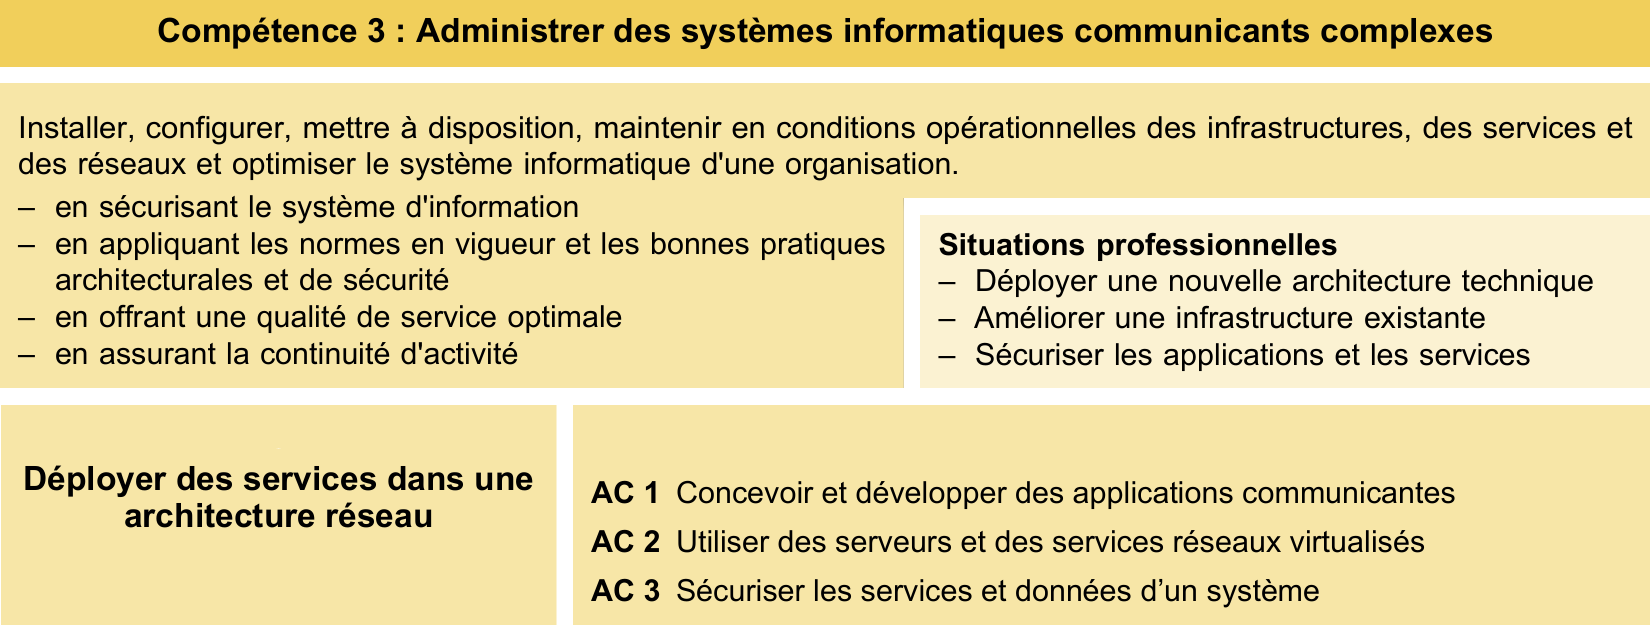 Compétence 3 : Administrer des systèmes informatiques communicants complexes
Installer, configurer, mettre à disposition, maintenir en conditions opérationnelles des infrastructures, des services et
des réseaux et optimiser le système informatique d'une organisation.
– en sécurisant le système d'information
– en appliquant les normes en vigueur et les bonnes pratiques
architecturales et de sécurité
– en offrant une qualité de service optimale
– en assurant la continuité d'activité
Situations professionnelles
– Déployer une nouvelle architecture technique
– Améliorer une infrastructure existante
– Sécuriser les applications et les services
Déployer des services dans une
architecture réseau
AC 1 Concevoir et développer des applications communicantes
AC 2 Utiliser des serveurs et des services réseaux virtualisés
AC 3 Sécuriser les services et données d’un système